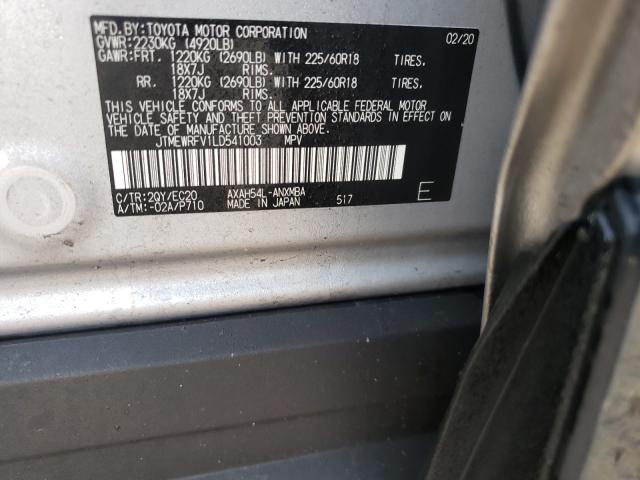 MFD.BY:TOYOTA MOTOR CORPORATION 02/20
GVWR:2230KG (4920LB)
GAWR:FRT. 1220KG (2690LB) WITH 225/60R18 TIRES.
18X7J RIMS.
RR. 1220KG (2690LB) WITH 225/60R18 TIRES.
18X7J RIMS.
THIS VEHICLE CONFORMS TO ALL APPLICABLE FEDERAL MOTOR
VEHICLE SAFETY AND THEFT PREVENTION STANDARDS IN EFFECT ON
THE DATE OF MANUFACTURE SHOWN ABOVE.
JTMEWRFV1LD541003 MPV
C/TR:2QY/EC20 AXAH54L-ANXMBA
A/TM:-02A/P710 MADE IN JAPAN 517 E